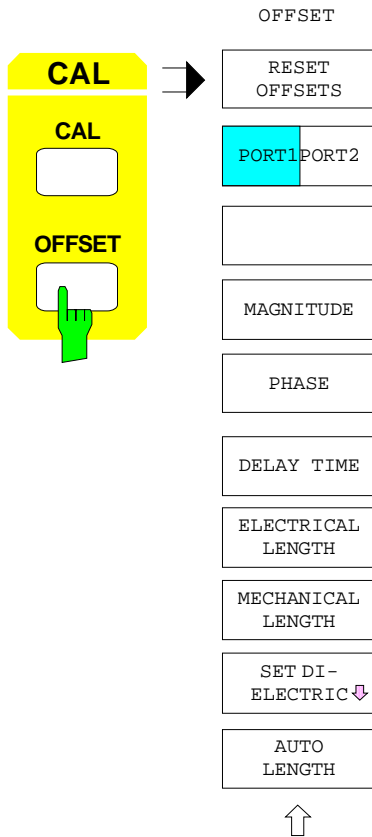 CAL
CAL
OFFSET
OFFSET
RESET
OFFSETS
PORT1 PORT2
MAGNITUDE
PHASE
DELAY TIME
ELECTRICAL
LENGTH
MECHANICAL
LENGTH
SET DI-
ELECTRIC
AUTO
LENGTH